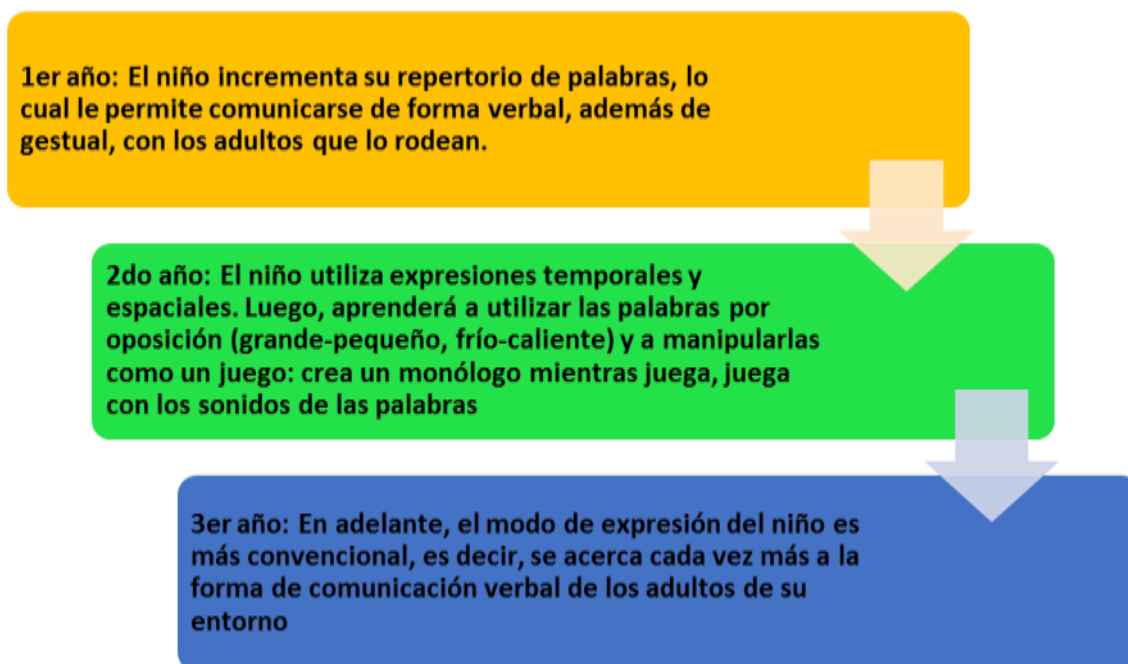 1er año: El niño incrementa su repertorio de palabras, lo
cual le permite comunicarse de forma verbal, además de
gestual, con los adultos que lo rodean.
2do año: El niño utiliza expresiones temporales y
espaciales. Luego, aprenderá a utilizar las palabras por
oposición (grande-pequeño, frío-caliente) y a manipularlas
como un juego: crea un monólogo mientras juega, juega
con los sonidos de las palabras
3er año: En adelante, el modo de expresión del niño es
más convencional, es decir, se acerca cada vez más a la
forma de comunicación verbal de los adultos de su
entorno